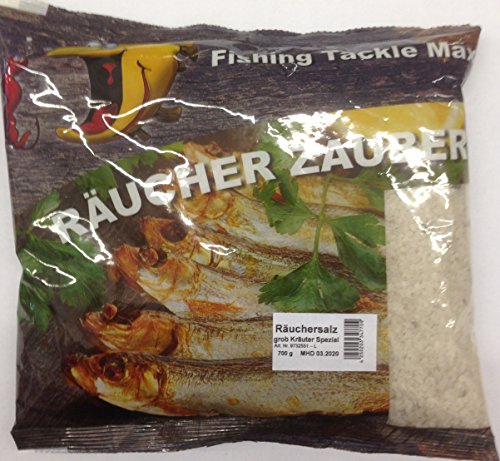 Fishing Tackle Max
RÄUCHER ZAUBER
Räuchersalz
grob Kräuter Spezial
700 g MHD 03.2020